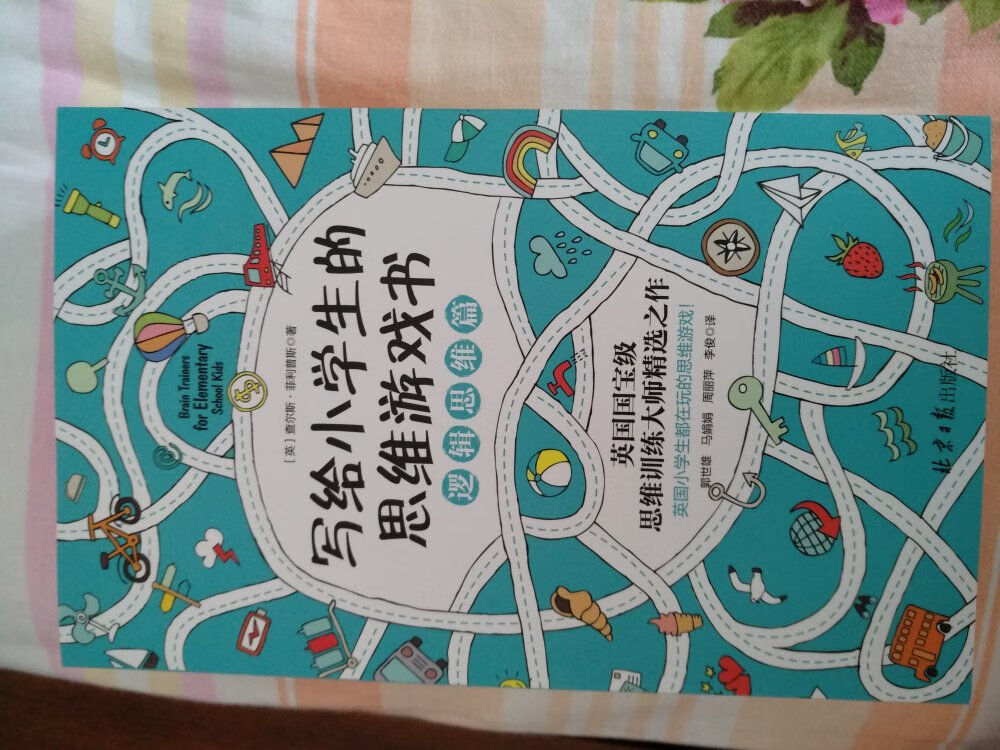 Brain Trainers
for Elementary
School Kids
[英]查尔斯·菲利普斯 著
写给小学生的
思维游戏书
逻辑思维篇
英国国宝级
思维训练大师精选之作
英国小学生都在玩的思维游戏!
郭世雄 马娟娟 周丽萍 李俊 译
北京日报出版社